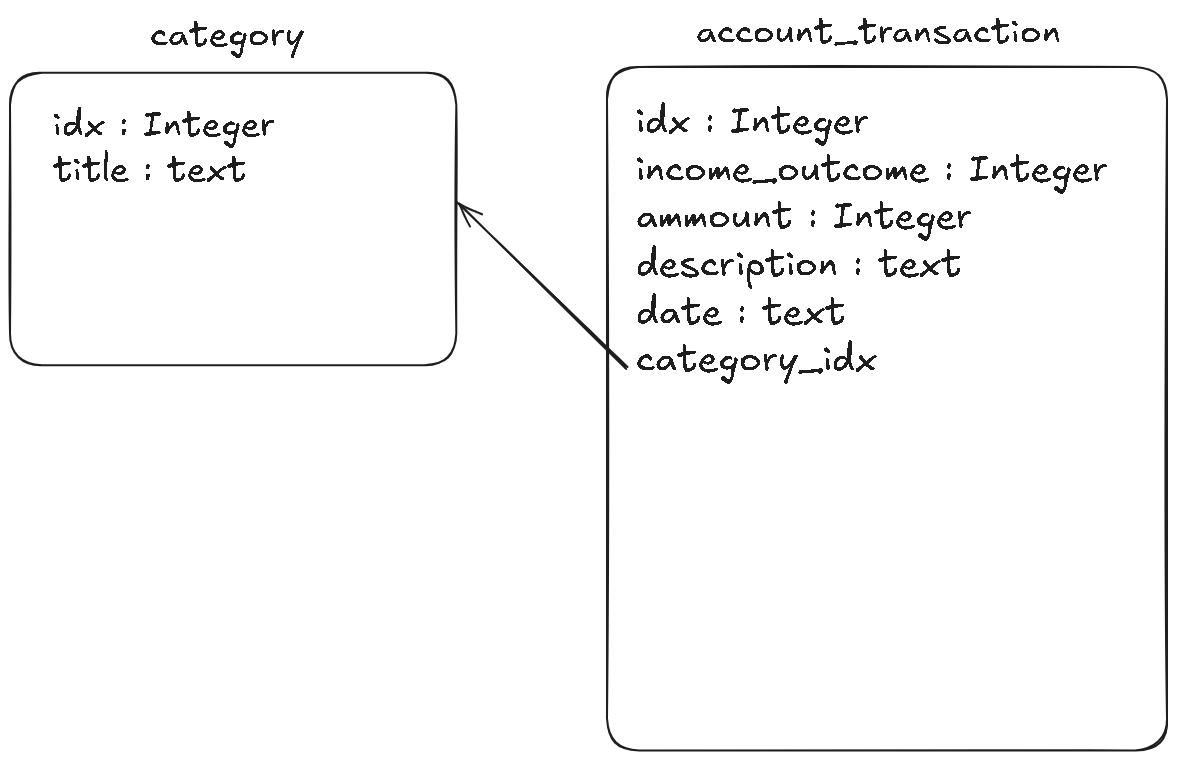 category
idx : Integer
title : text
account_transaction
idx : Integer
income_outcome : Integer
ammount : Integer
description : text
date : text
category_idx